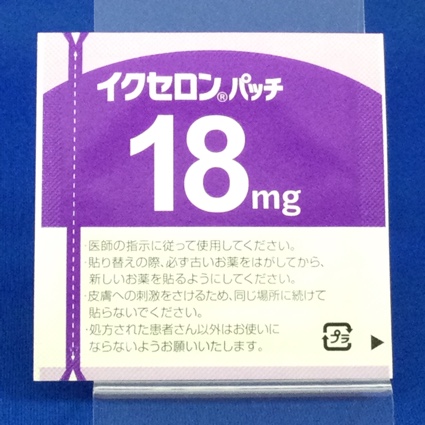 イクセロン®パッチ
18mg
・医師の指示に従って使用してください。
・貼り替えの際、必ず古いお薬をはがしてから、
新しいお薬を貼るようにしてください。
・皮膚への刺激をさけるため、同じ場所に続けて
貼らないでください。
・処方された患者さん以外はお使いに
ならないようお願いいたします。
プラ